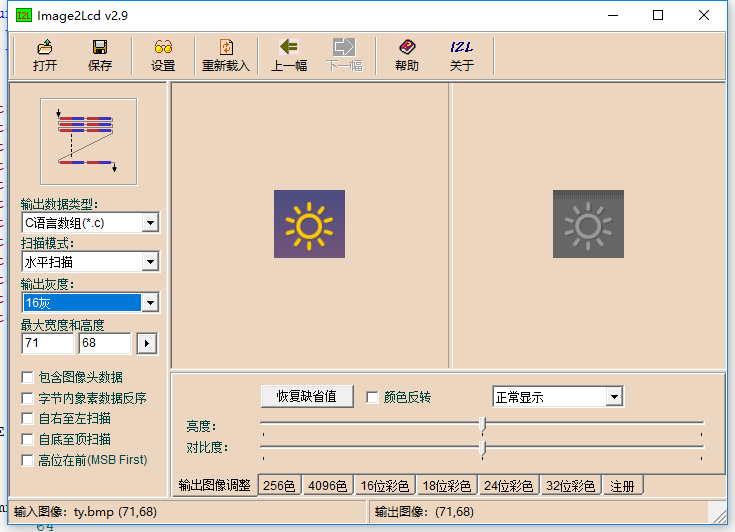 Image2Lcd v2.9
打开 保存 设置 重新载入 上一幅 下一幅 帮助 关于
输出数据类型：
C语言数组(*.c)
扫描模式：
水平扫描
输出灰度：
16灰
最大宽度和高度
71 68
包含图像头数据
字节内象素数据反序
自右至左扫描
自底至顶扫描
高位在前(MSB First)
恢复缺省值 颜色反转 正常显示
亮度：
对比度：
输出图像调整 256色 4096色 16位彩色 18位彩色 24位彩色 32位彩色 注册
输入图像: ty.bmp (71,68) 输出图像: (71,68)
64